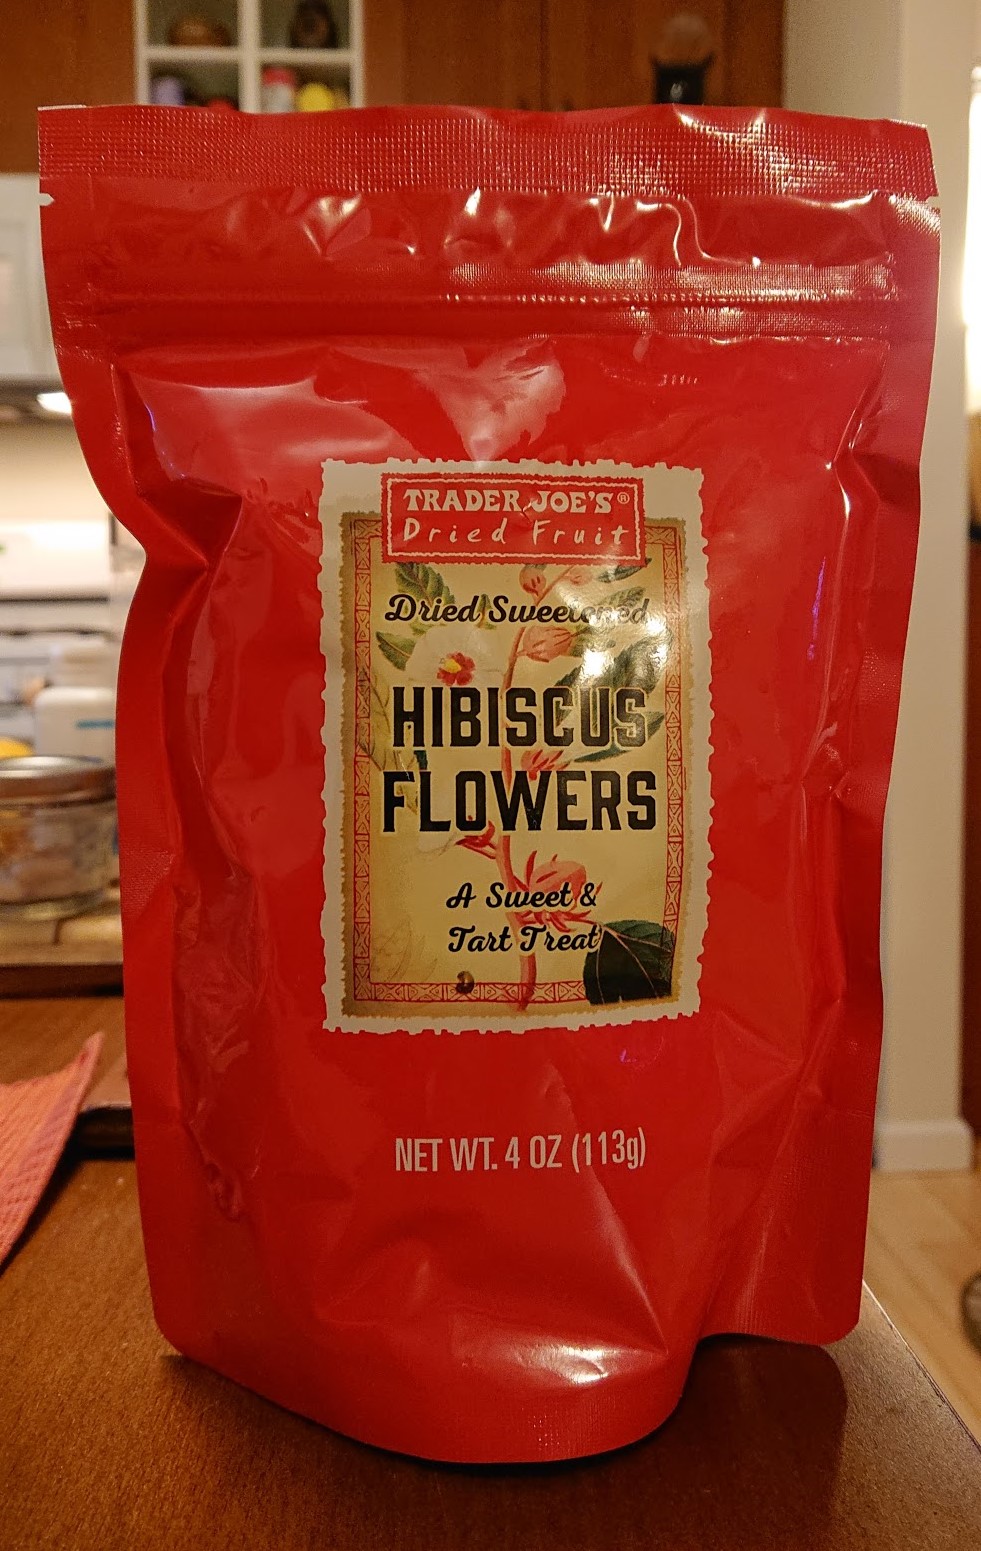 TRADER JOE'S®
Dried Fruit
Dried Sweetened
HIBISCUS
FLOWERS
A Sweet &
Tart Treat
NET WT. 4 OZ (113g)